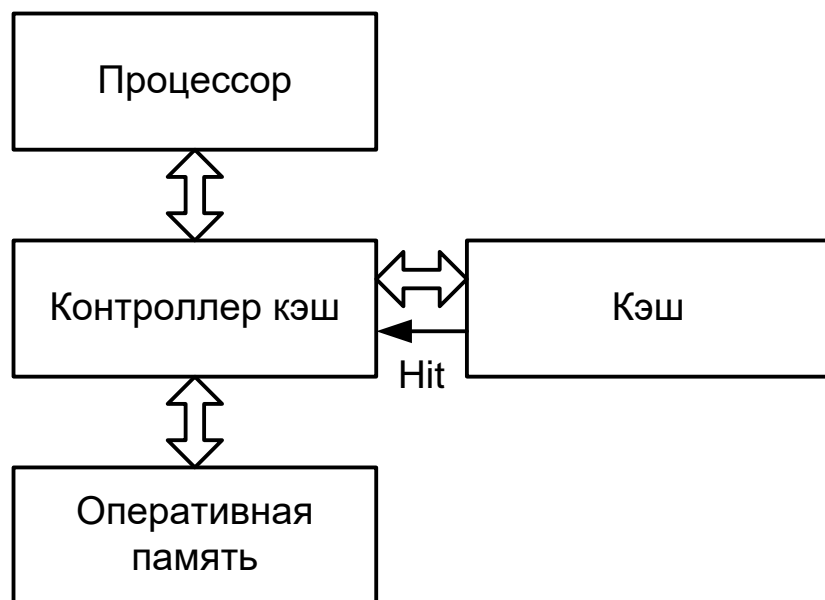 Процессор
Контроллер кэш
Кэш
Hit
Оперативная
память